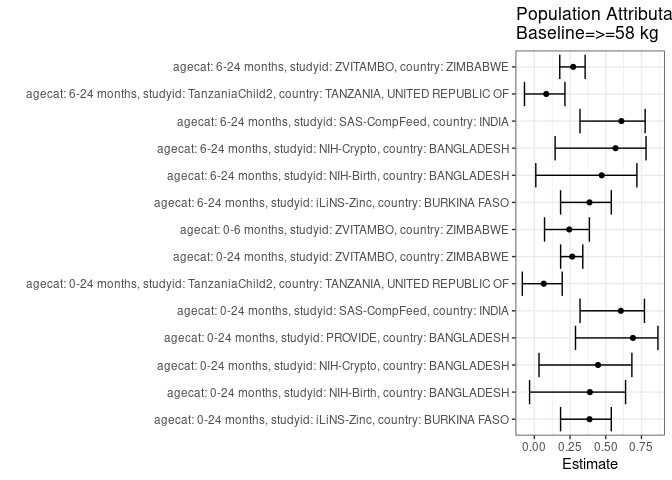 Population Attributa
Baseline=>=58 kg
agecat: 6-24 months, studyid: ZVITAMBO, country: ZIMBABWE
agecat: 6-24 months, studyid: TanzaniaChild2, country: TANZANIA, UNITED REPUBLIC OF
agecat: 6-24 months, studyid: SAS-CompFeed, country: INDIA
agecat: 6-24 months, studyid: NIH-Crypto, country: BANGLADESH
agecat: 6-24 months, studyid: NIH-Birth, country: BANGLADESH
agecat: 6-24 months, studyid: iLiNS-Zinc, country: BURKINA FASO
agecat: 0-6 months, studyid: ZVITAMBO, country: ZIMBABWE
agecat: 0-24 months, studyid: ZVITAMBO, country: ZIMBABWE
agecat: 0-24 months, studyid: TanzaniaChild2, country: TANZANIA, UNITED REPUBLIC OF
agecat: 0-24 months, studyid: SAS-CompFeed, country: INDIA
agecat: 0-24 months, studyid: PROVIDE, country: BANGLADESH
agecat: 0-24 months, studyid: NIH-Crypto, country: BANGLADESH
agecat: 0-24 months, studyid: NIH-Birth, country: BANGLADESH
agecat: 0-24 months, studyid: iLiNS-Zinc, country: BURKINA FASO
0.00 0.25 0.50 0.75
Estimate